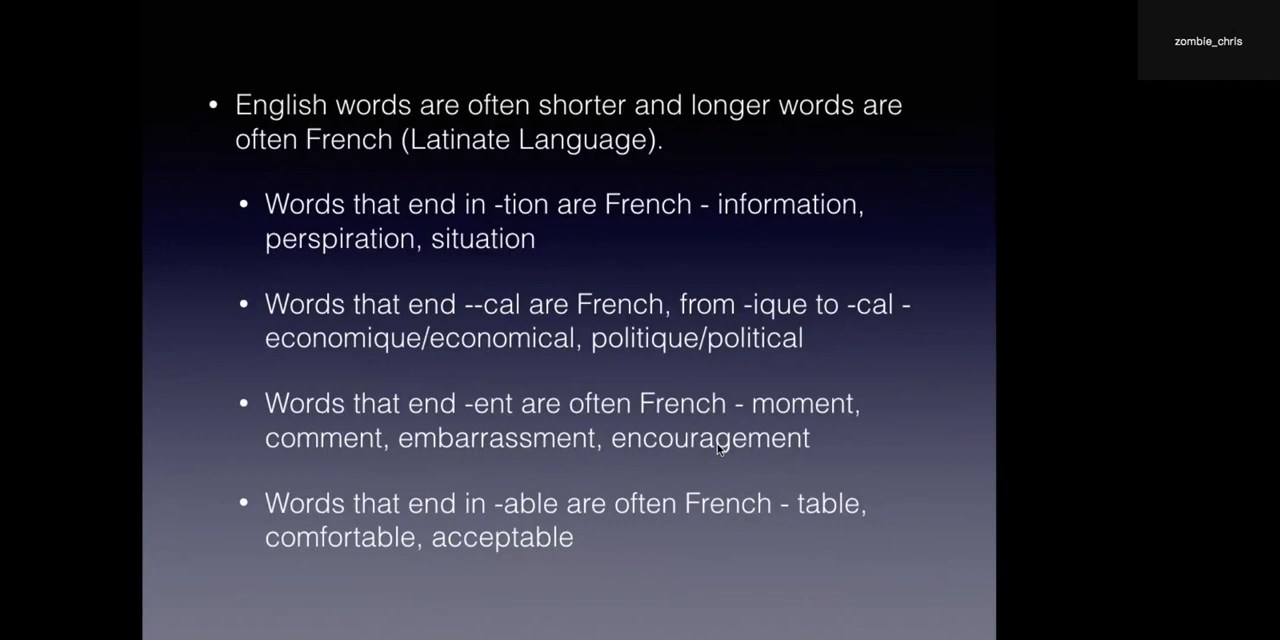 zombie_chris
• English words are often shorter and longer words are
often French (Latinate Language).
• Words that end in -tion are French - information,
perspiration, situation
• Words that end --cal are French, from -ique to -cal -
economique/economical, politique/political
• Words that end -ent are often French - moment,
comment, embarrassment, encouragement
• Words that end in -able are often French - table,
comfortable, acceptable